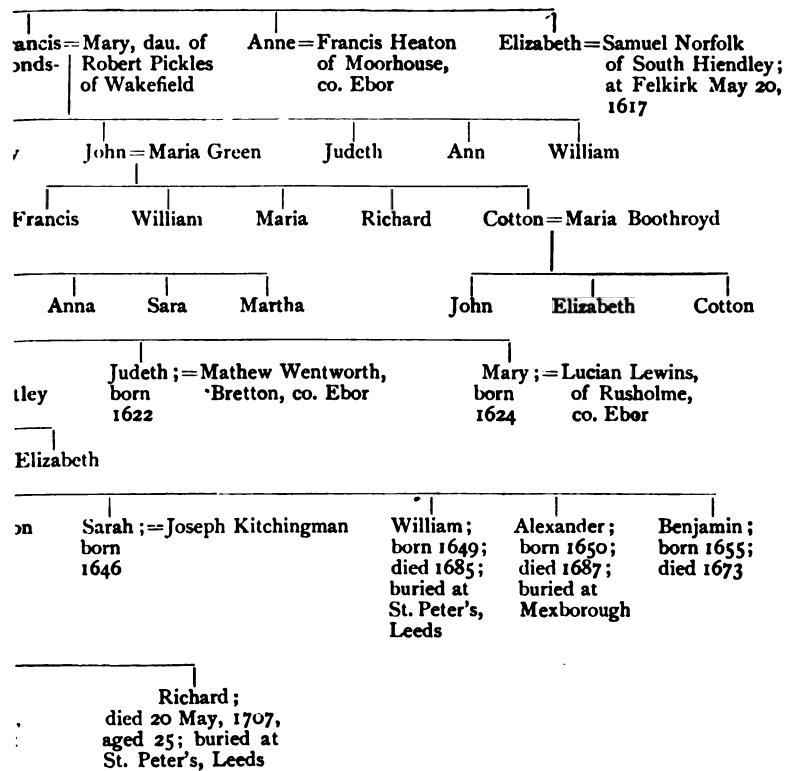 ancis=Mary, dau. of Anne=Francis Heaton Elizabeth=Samuel Norfolk
onds- Robert Pickles of Moorhouse, of South Hiendley;
of Wakefield co. Ebor at Felkirk May 20,
1617
y John=Maria Green Judeth Ann William
Francis William Maria Richard Cotton=Maria Boothroyd
Anna Sara Martha John Elizabeth Cotton
Judeth;=Mathew Wentworth, Mary;=Lucian Lewins,
tley born Bretton, co. Ebor born of Rusholme,
1622 1624 co. Ebor
Elizabeth
on Sarah;=Joseph Kitchingman William; Alexander; Benjamin;
born born 1649; born 1650; born 1655;
1646 died 1685; died 1687; died 1673
buried at buried at
St. Peter's, Mexborough
Leeds
Richard;
died 20 May, 1707,
aged 25; buried at
St. Peter's, Leeds